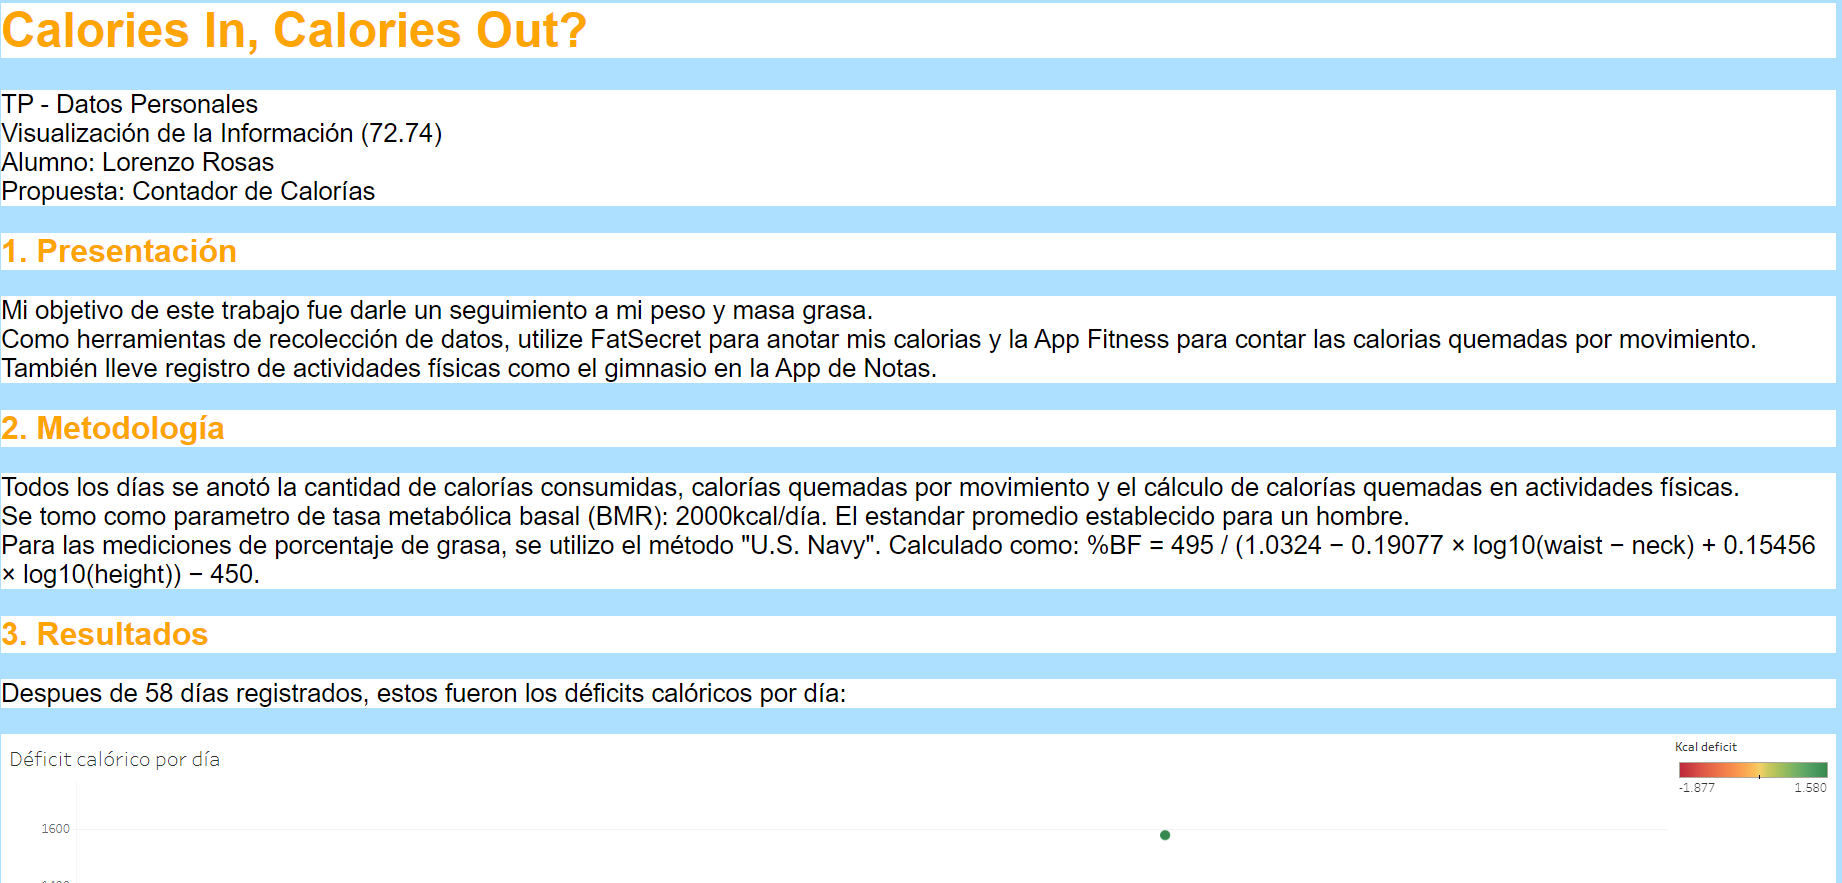 Calories In, Calories Out?
TP - Datos Personales
Visualización de la Información (72.74)
Alumno: Lorenzo Rosas
Propuesta: Contador de Calorías
1. Presentación
Mi objetivo de este trabajo fue darle un seguimiento a mi peso y masa grasa.
Como herramientas de recolección de datos, utilize FatSecret para anotar mis calorias y la App Fitness para contar las calorias quemadas por movimiento.
También lleve registro de actividades físicas como el gimnasio en la App de Notas.
2. Metodología
Todos los días se anotó la cantidad de calorías consumidas, calorías quemadas por movimiento y el cálculo de calorías quemadas en actividades físicas.
Se tomo como parametro de tasa metabólica basal (BMR): 2000kcal/día. El estandar promedio establecido para un hombre.
Para las mediciones de porcentaje de grasa, se utilizo el método "U.S. Navy". Calculado como: %BF = 495 / (1.0324 − 0.19077 × log10(waist − neck) + 0.15456
× log10(height)) − 450.
3. Resultados
Despues de 58 días registrados, estos fueron los déficits calóricos por día:
Déficit calórico por día
Kcal deficit
-1.877 1.580
1600